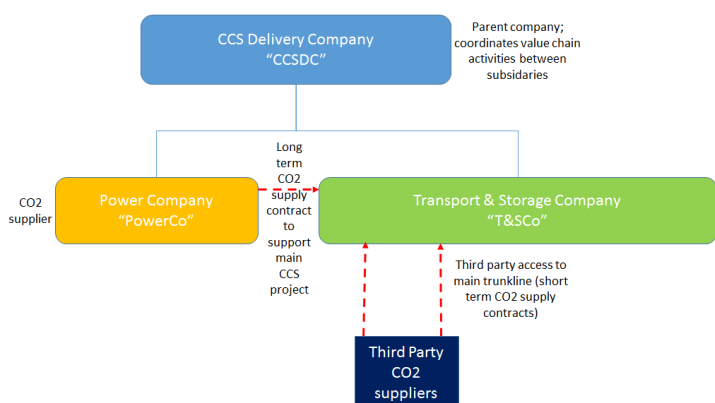 CCS Delivery Company
“CCSDC”
Parent company;
coordinates value chain
activities between
subsidaries
Long
term
CO2
supply
contract
to
support
main
CCS
project
CO2
supplier
Power Company
“PowerCo”
Transport & Storage Company
“T&SCo”
Third party access to
main trunkline (short
term CO2 supply
contracts)
Third Party
CO2
suppliers